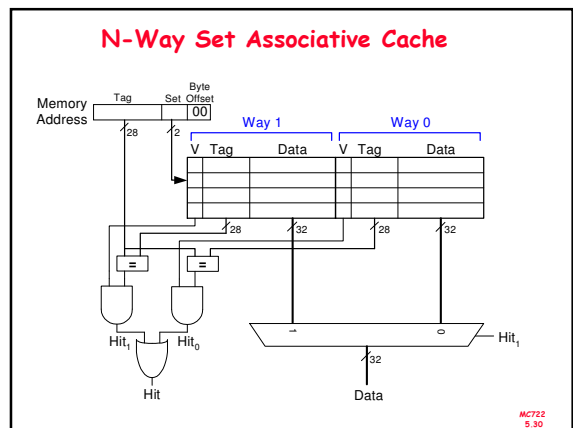 N-Way Set Associative Cache
Byte
Tag Set Offset
Memory
Address
00
28 2
Way 1 Way 0
V Tag Data V Tag Data
28 32 28 32
= =
1 0
Hit₁ Hit₀ Hit₁
32
Hit Data
MC722
5.30